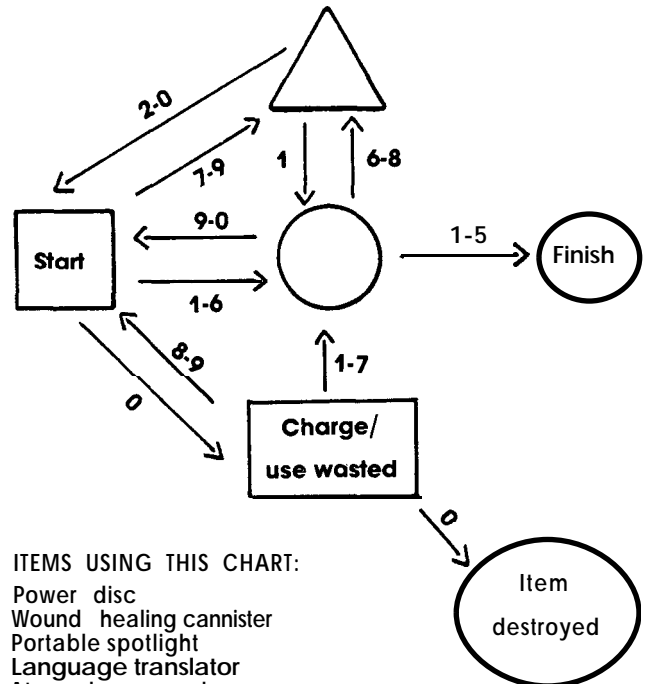 2-0
7-9
1
6-8
9-0
1-5
Start
Finish
1-6
8-9
1-7
0
Charge/
use wasted
0
ITEMS USING THIS CHART:
Item
destroyed
Power disc
Wound healing cannister
Portable spotlight
Language translator